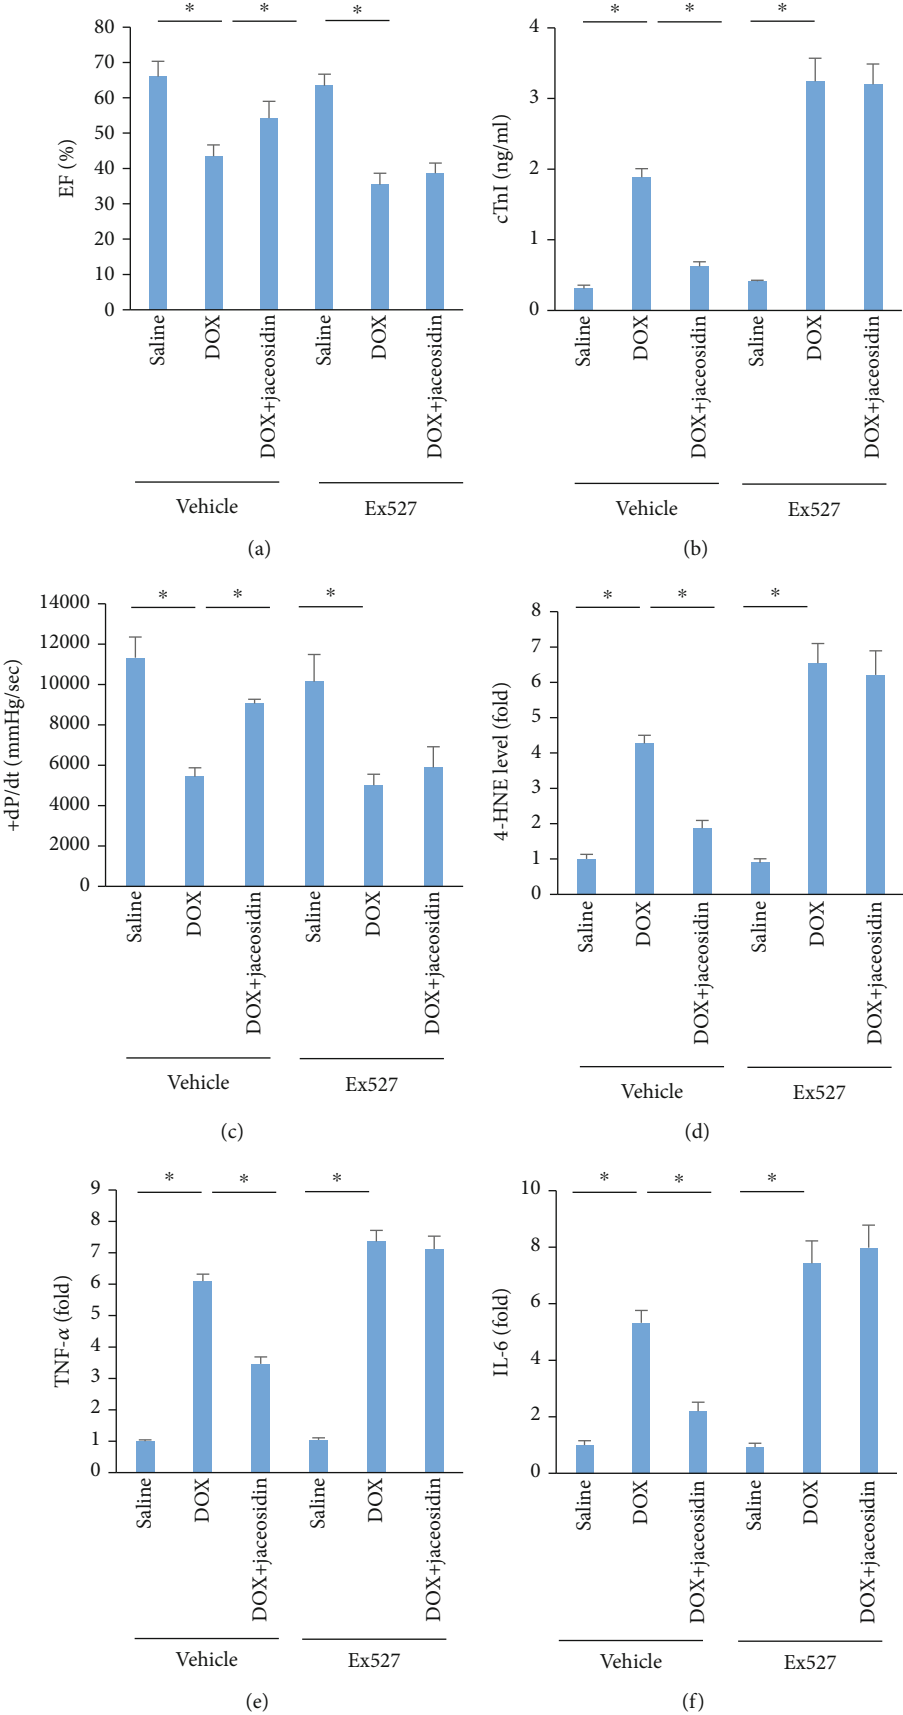 * * *
80
70
60
50
40
30
20
10
0
EF (%)
Saline
DOX
DOX+jaceosidin
Saline
DOX
DOX+jaceosidin
Vehicle
Ex527
(a)
* * *
4
3
2
1
0
cTnI (ng/ml)
Saline
DOX
DOX+jaceosidin
Saline
DOX
DOX+jaceosidin
Vehicle
Ex527
(b)
* * *
14000
12000
10000
8000
6000
4000
2000
0
+dP/dt (mmHg/sec)
Saline
DOX
DOX+jaceosidin
Saline
DOX
DOX+jaceosidin
Vehicle
Ex527
(c)
* * *
8
7
6
5
4
3
2
1
0
4-HNE level (fold)
Saline
DOX
DOX+jaceosidin
Saline
DOX
DOX+jaceosidin
Vehicle
Ex527
(d)
* * *
9
8
7
6
5
4
3
2
1
0
TNF-α (fold)
Saline
DOX
DOX+jaceosidin
Saline
DOX
DOX+jaceosidin
Vehicle
Ex527
(e)
* * *
10
8
6
4
2
0
IL-6 (fold)
Saline
DOX
DOX+jaceosidin
Saline
DOX
DOX+jaceosidin
Vehicle
Ex527
(f)